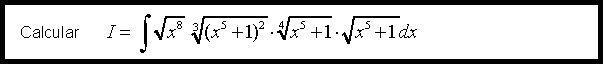 Calcular I = ∫ √x⁸ ∛(x⁵+1)² · ∜x⁵+1 · √x⁵+1 dx